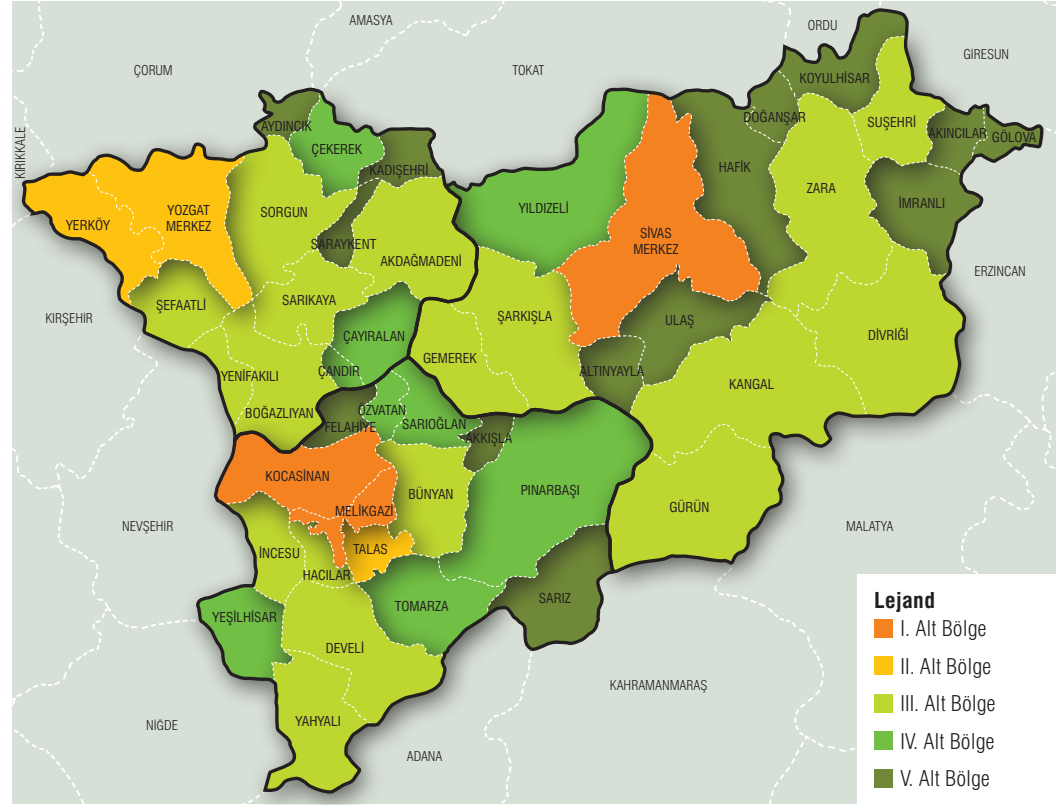 AMASYA
ORDU
GİRESUN
ÇORUM
TOKAT
KIRIKKALE
KOYULHİSAR
DOĞANŞAR
SUŞEHRİ
AKINCILAR
GÖLOVA
AYDINCIK
ÇEKEREK
KADIŞEHRİ
HAFİK
ZARA
İMRANLI
YERKÖY
YOZGAT
MERKEZ
SORGUN
SARAYKENT
AKDAĞMADENİ
YILDIZELİ
SİVAS
MERKEZ
ERZİNCAN
KIRŞEHİR
ŞEFAATLİ
SARIKAYA
ŞARKIŞLA
ULAŞ
DİVRİĞİ
ÇAYIRALAN
GEMEREK
YENİFAKILI
ÇANDIR
ALTINYAYLA
KANGAL
BOĞAZLIYAN
FELAHİYE
ÖZVATAN
SARIOĞLAN
AKKIŞLA
KOCASİNAN
MELİKGAZİ
BÜNYAN
PINARBAŞI
GÜRÜN
NEVŞEHİR
MALATYA
İNCESU
HACILAR
TALAS
YEŞİLHİSAR
TOMARZA
SARIZ
DEVELİ
KAHRAMANMARAŞ
NİĞDE
YAHYALI
ADANA
Lejand
I. Alt Bölge
II. Alt Bölge
III. Alt Bölge
IV. Alt Bölge
V. Alt Bölge